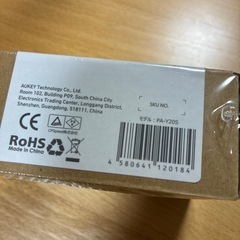 AUKEY Technology Co., Ltd.
Room 102, Building P09, South China City
Electronics Trading Center, Longgang District,
Shenzhen, Guangdong, 518111, China
SKU NO.
モデル : PA-Y20S
CE
RoHS
Made in China
4 580641 120184